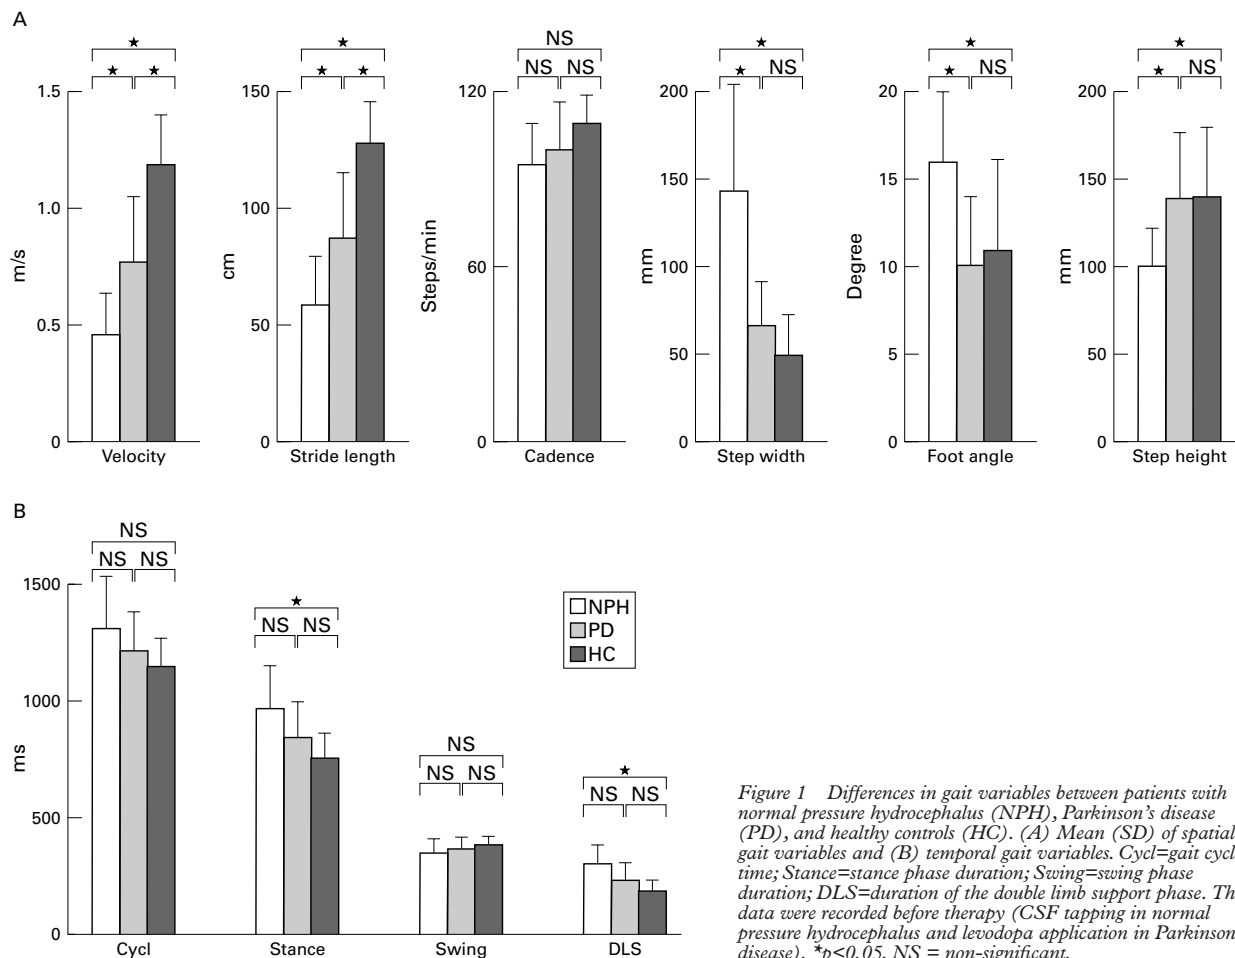 A
★ ★ NS ★ ★ ★
★ ★ ★ ★ NS NS ★ NS ★ NS ★ NS
1.5 150 120 200 20 200
150 15 150
1.0 100
m/s cm Steps/min 60 mm 100 Degree 10 mm 100
0.5 50
50 5 50
0 0 0 0 0 0
Velocity Stride length Cadence Step width Foot angle Step height
B
NS
NS NS
1500
★
NS NS
NPH
PD
HC
1000
ms
NS
NS NS
★
NS NS
500
0
Cycl Stance Swing DLS
Figure 1 Differences in gait variables between patients with
normal pressure hydrocephalus (NPH), Parkinson's disease
(PD), and healthy controls (HC). (A) Mean (SD) of spatial
gait variables and (B) temporal gait variables. Cycl=gait cycl
time; Stance=stance phase duration; Swing=swing phase
duration; DLS=duration of the double limb support phase. Th
data were recorded before therapy (CSF tapping in normal
pressure hydrocephalus and levodopa application in Parkinson
disease). *p<0.05. NS = non-significant.